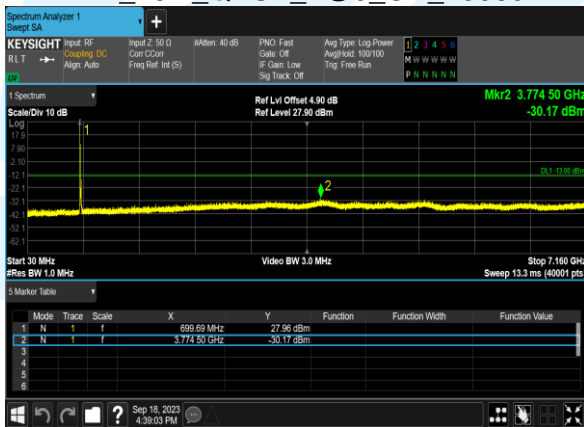 Spectrum Analyzer 1
Swept SA
+
KEYSIGHT
RLT
Input: RF
Coupling: DC
Align: Auto
Input Z: 50 Ω
Corr CCorr
Freq Ref: Int (S)
#Atten: 40 dB
PNO: Fast
Gate: Off
IF Gain: Low
Sig Track: Off
Avg Type: Log-Power
Avg|Hold: 100/100
Trig: Free Run
1 2 3 4 5 6
M W W W W W
P N N N N N
1 Spectrum
Scale/Div 10 dB
Ref Lvl Offset 4.90 dB
Ref Level 27.90 dBm
Mkr2 3.774 50 GHz
-30.17 dBm
Log
17.9
7.90
-2.10
-12.1
-22.1
-32.1
-42.1
-52.1
-62.1
1
2
DL1 -13.00 dBm
Start 30 MHz
#Res BW 1.0 MHz
Video BW 3.0 MHz
Stop 7.160 GHz
Sweep 13.3 ms (40001 pts)
5 Marker Table
Mode Trace Scale X Y Function Function Width Function Value
1 N 1 f 699.69 MHz 27.96 dBm
2 N 1 f 3.774 50 GHz -30.17 dBm
3
4
5
6
?
Sep 18, 2023
4:39:03 PM